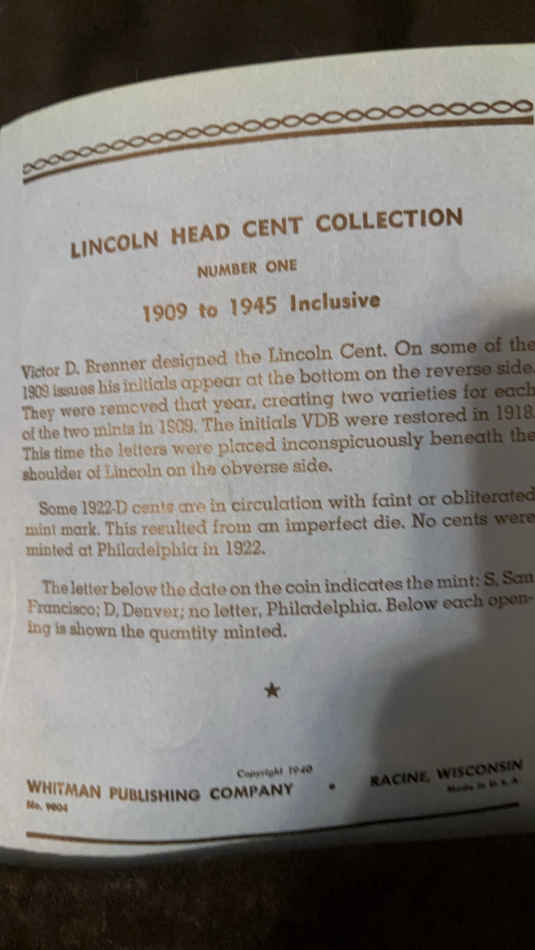 LINCOLN HEAD CENT COLLECTION
NUMBER ONE
1909 to 1945 Inclusive
Victor D. Brenner designed the Lincoln Cent. On some of the
1909 issues his initials appear at the bottom on the reverse side.
They were removed that year, creating two varieties for each
of the two mints in 1909. The initials VDB were restored in 1918.
This time the letters were placed inconspicuously beneath the
shoulder of Lincoln on the obverse side.
Some 1922-D cents are in circulation with faint or obliterated
mint mark. This resulted from an imperfect die. No cents were
minted at Philadelphia in 1922.
The letter below the date on the coin indicates the mint: S, San
Francisco; D, Denver; no letter, Philadelphia. Below each open-
ing is shown the quantity minted.
Copyright 1940
WHITMAN PUBLISHING COMPANY • RACINE, WISCONSIN
No. 9004 Made in U. S. A.